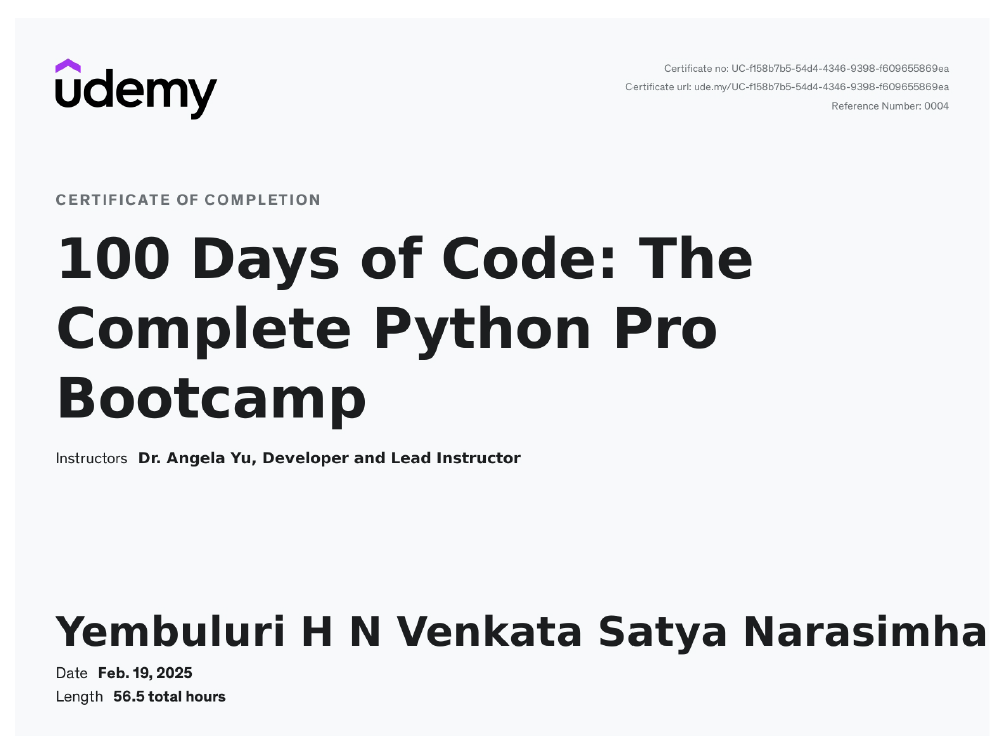 udemy
Certificate no: UC-f158b7b5-54d4-4346-9398-f609655869ea
Certificate url: ude.my/UC-f158b7b5-54d4-4346-9398-f609655869ea
Reference Number: 0004
CERTIFICATE OF COMPLETION
100 Days of Code: The
Complete Python Pro
Bootcamp
Instructors Dr. Angela Yu, Developer and Lead Instructor
Yembuluri H N Venkata Satya Narasimha
Date Feb. 19, 2025
Length 56.5 total hours